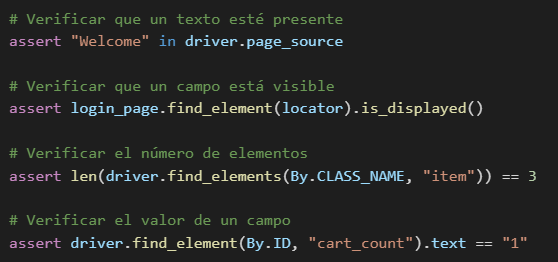 # Verificar que un texto esté presente
assert "Welcome" in driver.page_source
# Verificar que un campo está visible
assert login_page.find_element(locator).is_displayed()
# Verificar el número de elementos
assert len(driver.find_elements(By.CLASS_NAME, "item")) == 3
# Verificar el valor de un campo
assert driver.find_element(By.ID, "cart_count").text == "1"